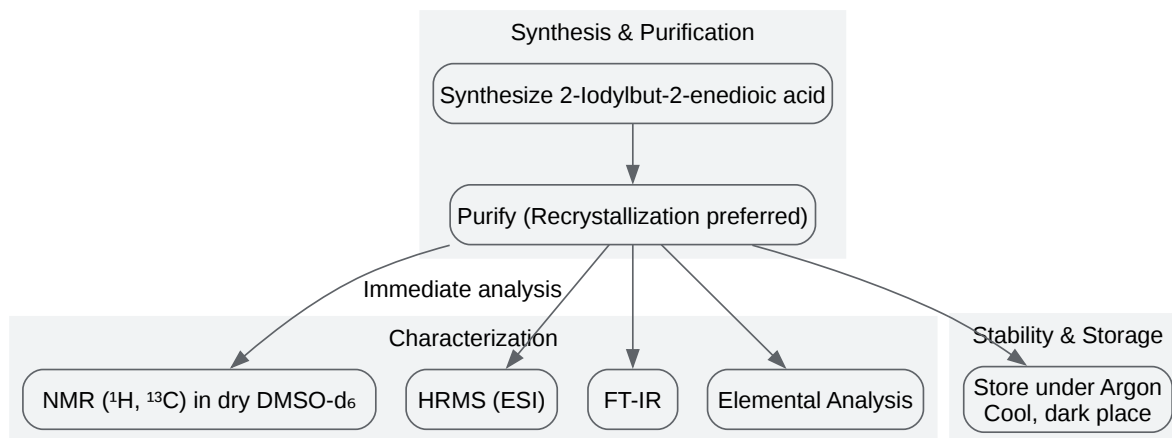 Synthesis & Purification
Synthesize 2-Iodylbut-2-enedioic acid
Purify (Recrystallization preferred)
Immediate analysis
Characterization
Stability & Storage
NMR (¹H, ¹³C) in dry DMSO-d₆
HRMS (ESI)
FT-IR
Elemental Analysis
Store under Argon
Cool, dark place